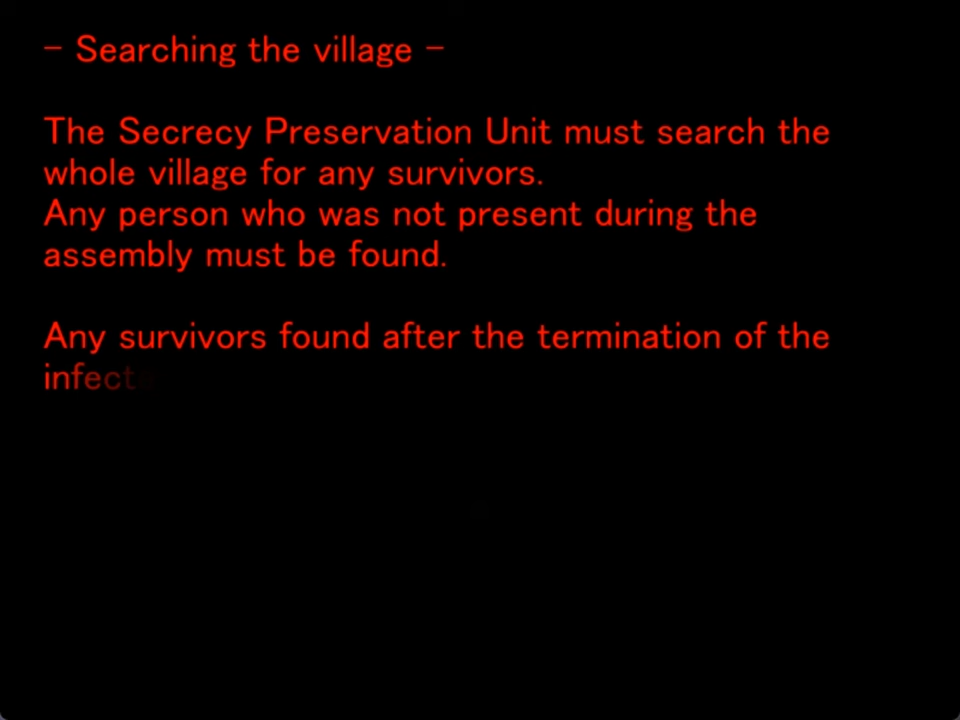 - Searching the village -
The Secrecy Preservation Unit must search the
whole village for any survivors.
Any person who was not present during the
assembly must be found.
Any survivors found after the termination of the
infect